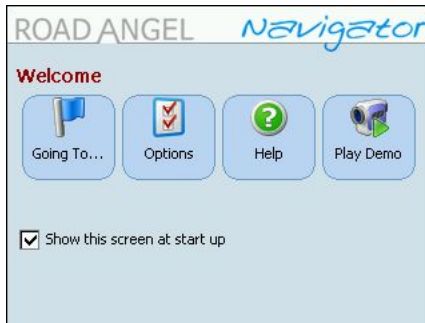 ROAD ANGEL Navigator
Welcome
Going To... Options Help Play Demo
Show this screen at start up